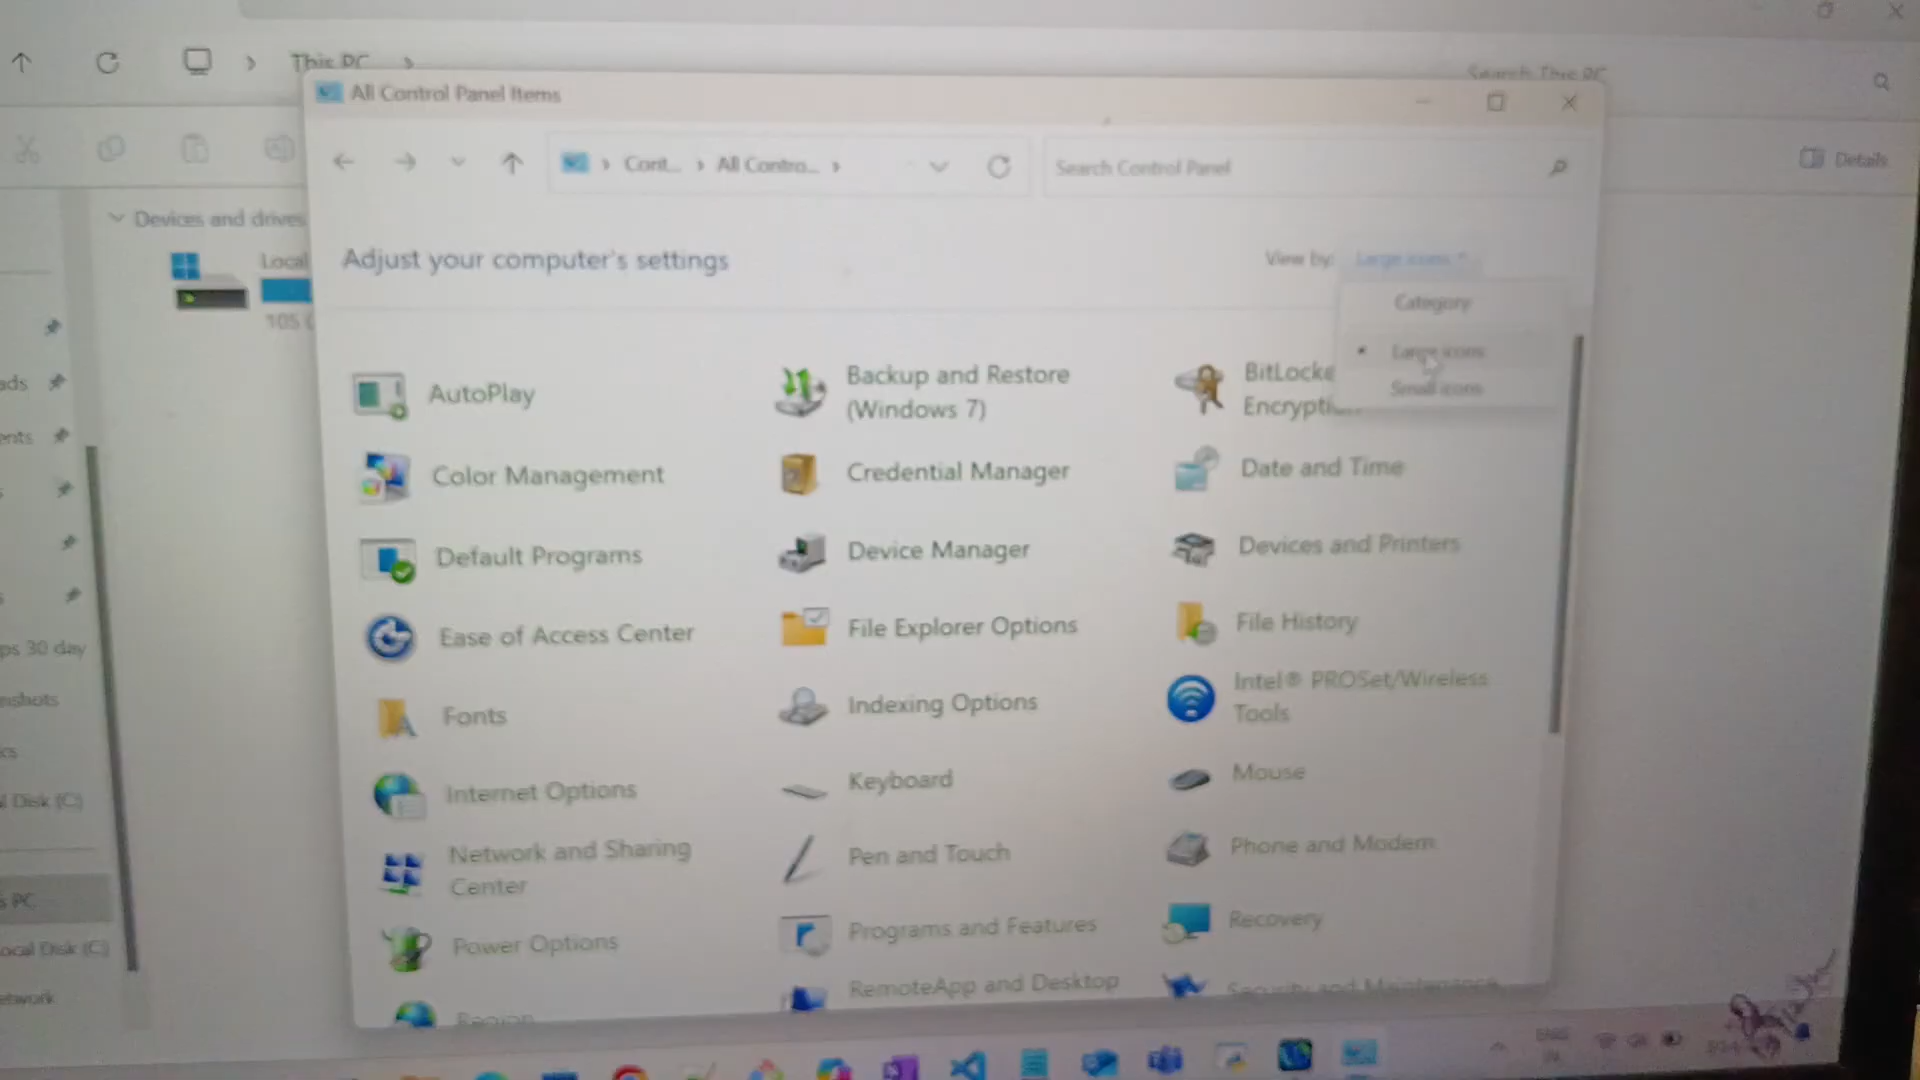 This PC
Search This PC
All Control Panel Items
Cont... All Contro...
Search Control Panel
Details
Devices and drives
Local
105
Adjust your computer's settings
View by: Large icons
Category
Large icons
Small icons
AutoPlay
Backup and Restore
(Windows 7)
BitLocke
Encrypti
Color Management
Credential Manager
Date and Time
Default Programs
Device Manager
Devices and Printers
Ease of Access Center
File Explorer Options
File History
Fonts
Indexing Options
Intel® PROSet/Wireless
Tools
Internet Options
Keyboard
Mouse
Network and Sharing
Center
Pen and Touch
Phone and Modem
Power Options
Programs and Features
Recovery
Region
RemoteApp and Desktop
Security and Maintenance
ads
ents
ps 30 day
nshots
cs
l Disk (C)
s PC
ocal Disk (C)
etwork
ENG
IN